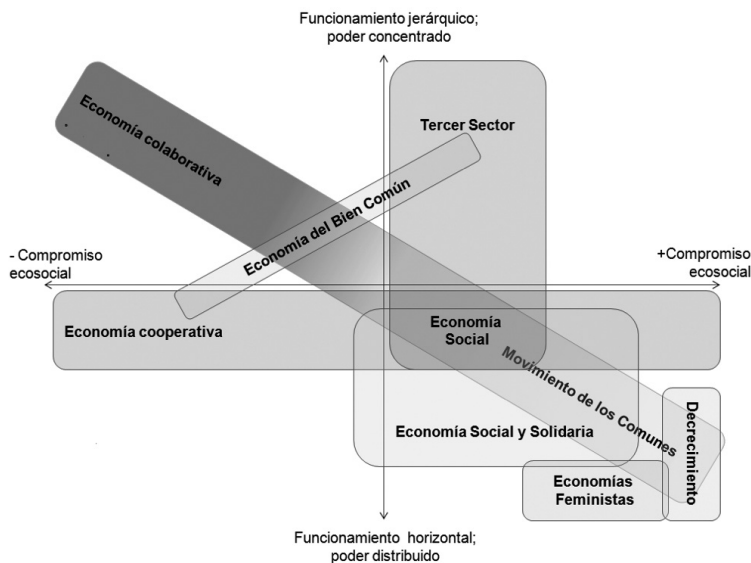 Funcionamiento jerárquico;
poder concentrado
Economía colaborativa
Tercer Sector
Economía del Bien Común
- Compromiso
ecosocial
+Compromiso
ecosocial
Economía cooperativa
Economía
Social
Movimiento de los Comunes
Economía Social y Solidaria
Decrecimiento
Economías
Feministas
Funcionamiento horizontal;
poder distribuido